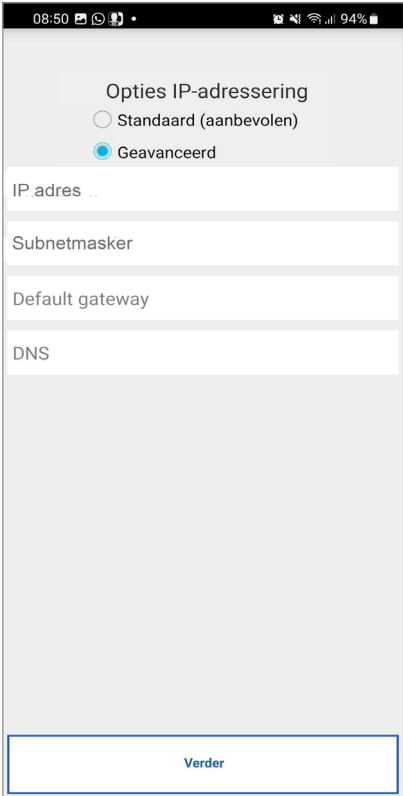 08:50
94%
Opties IP-adressering
Standaard (aanbevolen)
Geavanceerd
IP.adres
Subnetmasker
Default gateway
DNS
Verder